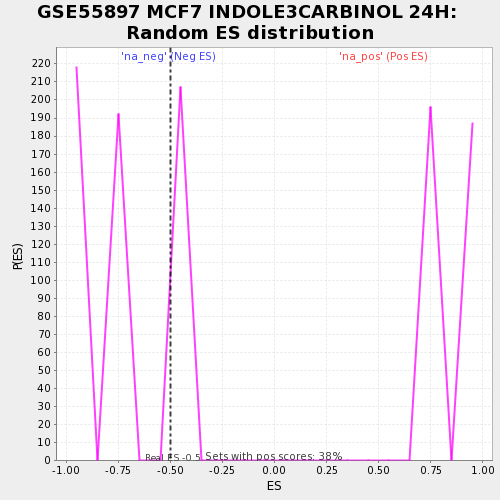 GSE55897 MCF7 INDOLE3CARBINOL 24H:
Random ES distribution
'na_neg' (Neg ES)
'na_pos' (Pos ES)
220
210
200
190
180
170
160
150
140
130
120
110
100
90
80
70
60
50
40
30
20
10
0
P(ES)
Real ES -0.5
Sets with pos scores: 38%
-1.00 -0.75 -0.50 -0.25 0.00 0.25 0.50 0.75 1.00
ES